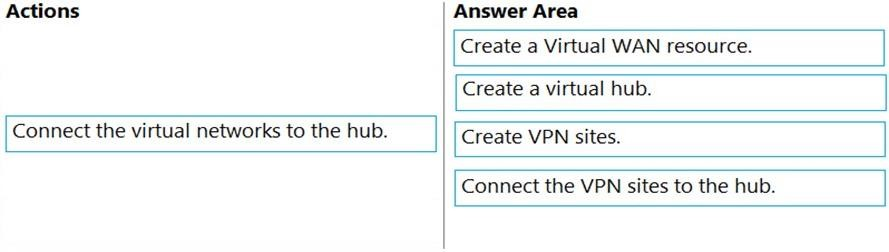 Actions
Answer Area
Create a Virtual WAN resource.
Create a virtual hub.
Connect the virtual networks to the hub.
Create VPN sites.
Connect the VPN sites to the hub.